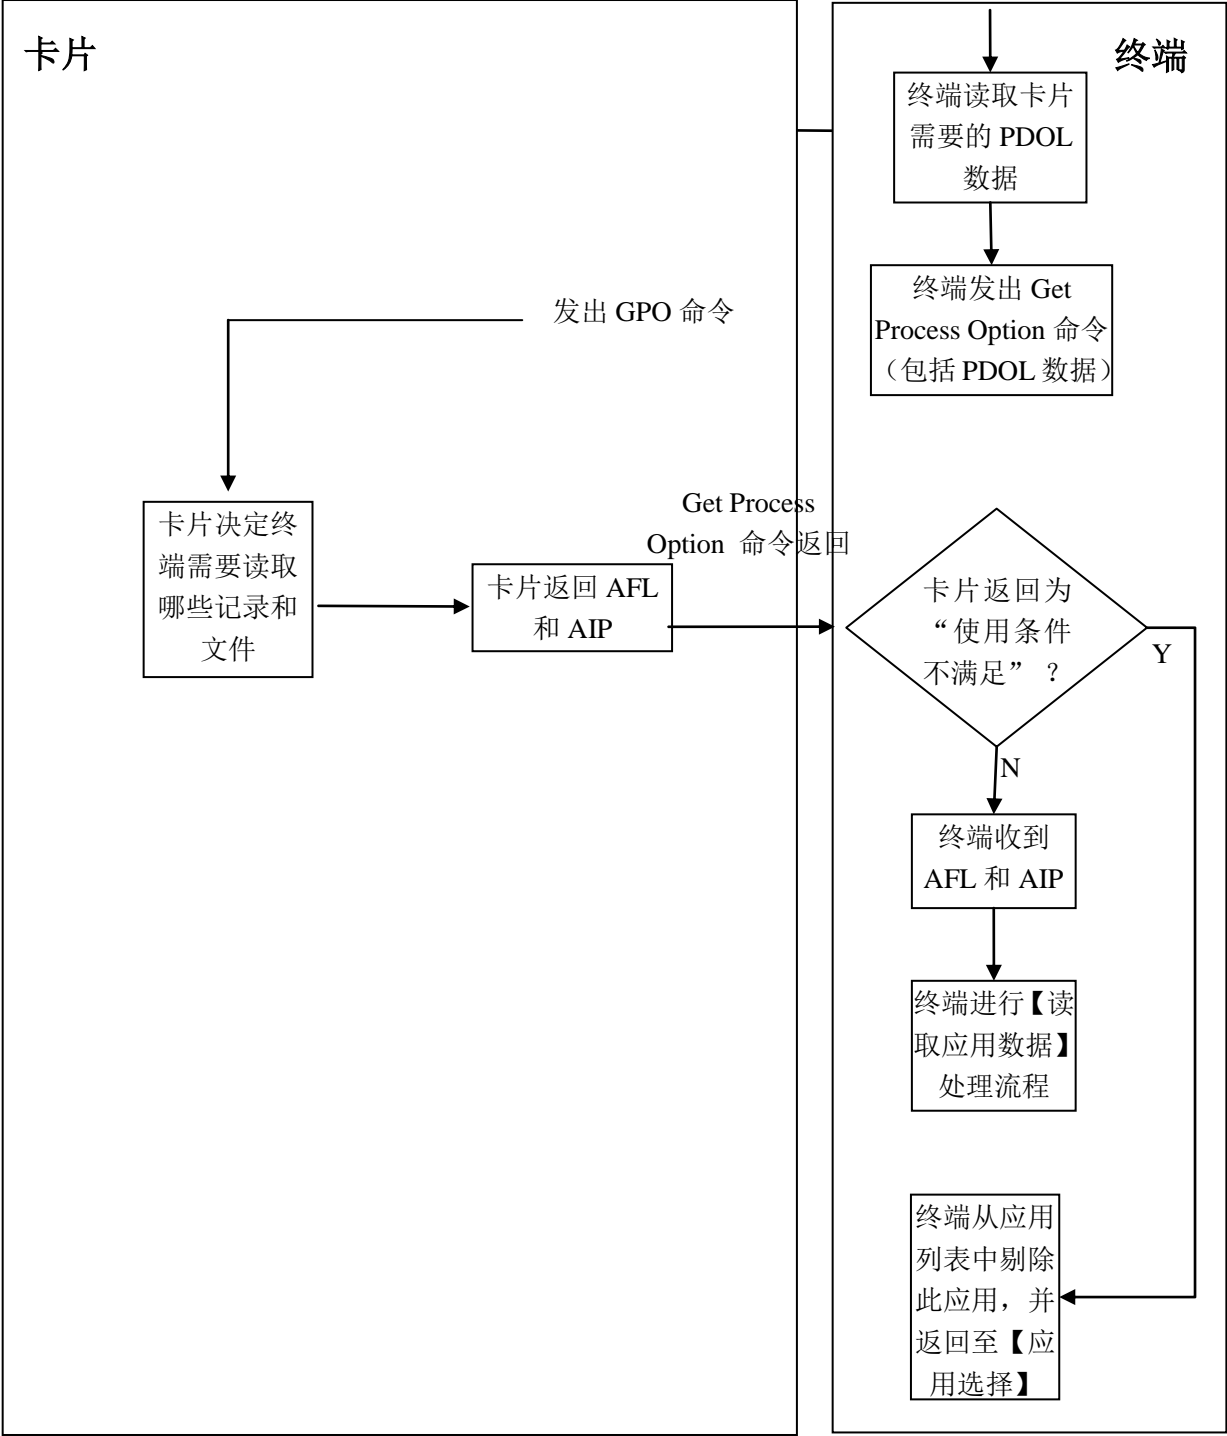 卡片
终端
终端读取卡片
需要的 PDOL
数据
终端发出 Get
Process Option 命令
（包括 PDOL 数据）
发出 GPO 命令
卡片决定终
端需要读取
哪些记录和
文件
卡片返回 AFL
和 AIP
Get Process
Option 命令返回
卡片返回为
“使用条件
不满足” ？
Y
N
终端收到
AFL 和 AIP
终端进行【读
取应用数据】
处理流程
终端从应用
列表中剔除
此应用，并
返回至【应
用选择】